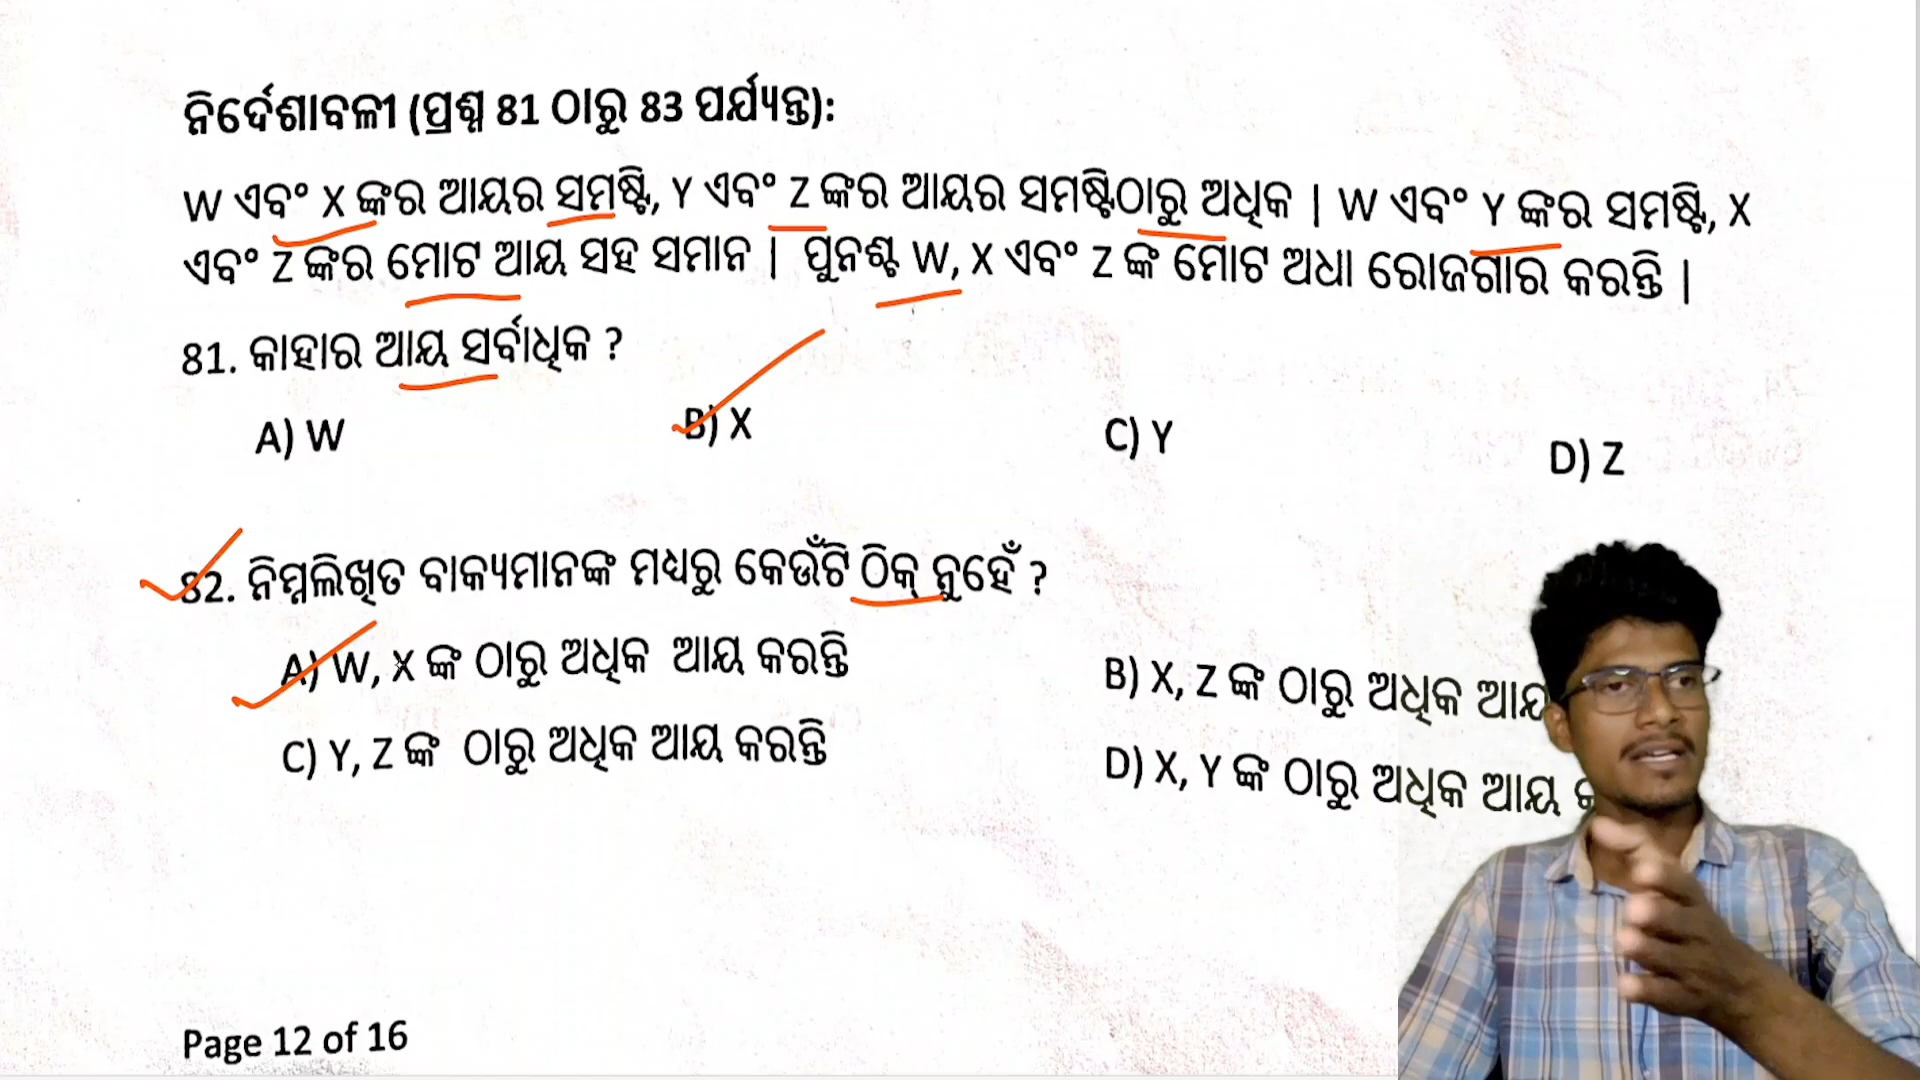 ନିର୍ଦେଶାବଳୀ (ପ୍ରଶ୍ନ 81 ଠାରୁ 83 ପର୍ଯ୍ୟନ୍ତ):
W ଏବଂ X ଙ୍କର ଆୟର ସମଷ୍ଟି, Y ଏବଂ Z ଙ୍କର ଆୟର ସମଷ୍ଟିଠାରୁ ଅଧିକ | W ଏବଂ Y ଙ୍କର ସମଷ୍ଟି, X
ଏବଂ Z ଙ୍କର ମୋଟ ଆୟ ସହ ସମାନ | ପୁନଶ୍ଚ W, X ଏବଂ Z ଙ୍କ ମୋଟ ଅଧା ରୋଜଗାର କରନ୍ତି |
81. କାହାର ଆୟ ସର୍ବାଧିକ ?
A) W B) X C) Y D) Z
82. ନିମ୍ନଲିଖିତ ବାକ୍ୟମାନଙ୍କ ମଧ୍ୟରୁ କେଉଁଟି ଠିକ୍ ନୁହେଁ ?
A) W, X ଙ୍କ ଠାରୁ ଅଧିକ ଆୟ କରନ୍ତି B) X, Z ଙ୍କ ଠାରୁ ଅଧିକ ଆୟ
C) Y, Z ଙ୍କ ଠାରୁ ଅଧିକ ଆୟ କରନ୍ତି D) X, Y ଙ୍କ ଠାରୁ ଅଧିକ ଆୟ
Page 12 of 16